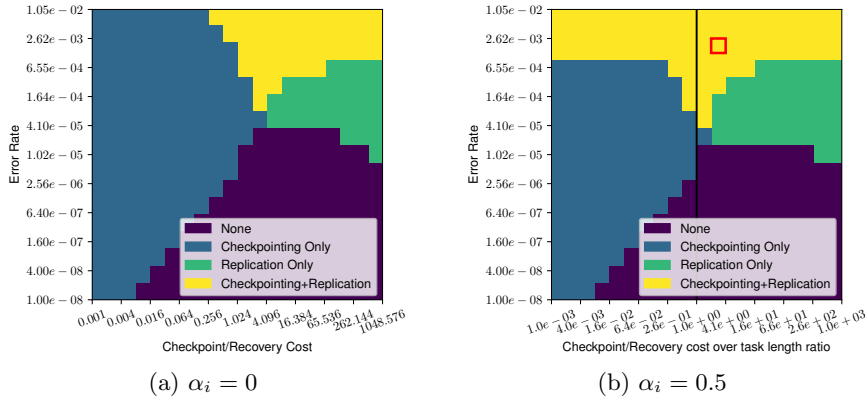 1.05e − 02
2.62e − 03
6.55e − 04
1.64e − 04
4.10e − 05
1.02e − 05
2.56e − 06
6.40e − 07
1.60e − 07
4.00e − 08
1.00e − 08
Error Rate
None
Checkpointing Only
Replication Only
Checkpointing+Replication
0.001
0.004
0.016
0.064
0.256
1.024
4.096
16.384
65.536
262.144
1048.576
Checkpoint/Recovery Cost
(a) αi = 0
1.05e − 02
2.62e − 03
6.55e − 04
1.64e − 04
4.10e − 05
1.02e − 05
2.56e − 06
6.40e − 07
1.60e − 07
4.00e − 08
1.00e − 08
Error Rate
None
Checkpointing Only
Replication Only
Checkpointing+Replication
1.0e − 03
4.0e − 03
1.6e − 02
6.4e − 02
2.6e − 01
1.0e + 00
4.1e + 00
1.6e + 01
6.6e + 01
2.6e + 02
1.0e + 03
Checkpoint/Recovery cost over task length ratio
(b) αi = 0.5